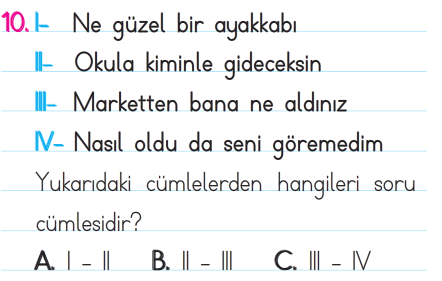 10. I- Ne güzel bir ayakkabı
II- Okula kiminle gideceksin
III- Marketten bana ne aldınız
IV- Nasıl oldu da seni göremedim
Yukarıdaki cümlelerden hangileri soru
cümlesidir?
A. I - II B. II - III C. III - IV